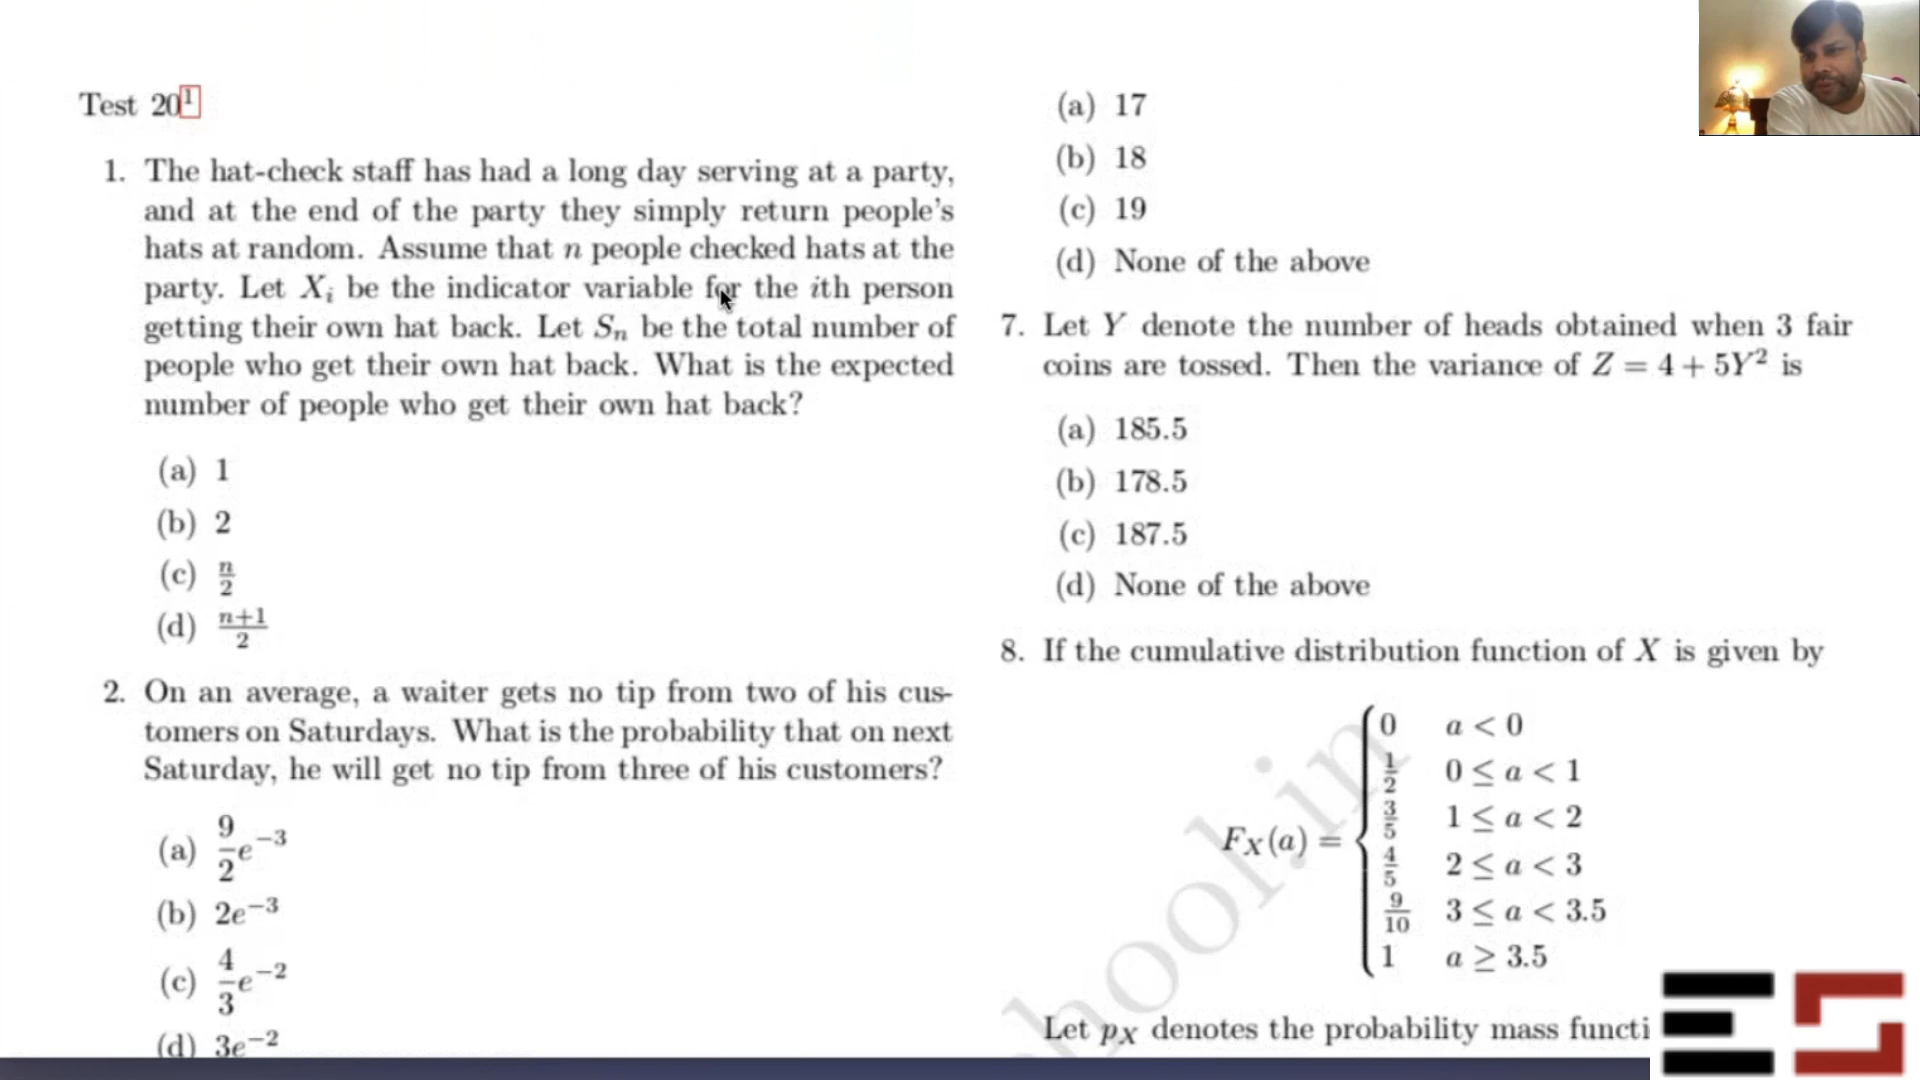 Test 20¹
1. The hat-check staff has had a long day serving at a party,
and at the end of the party they simply return people's
hats at random. Assume that n people checked hats at the
party. Let Xᵢ be the indicator variable for the ith person
getting their own hat back. Let Sₙ be the total number of
people who get their own hat back. What is the expected
number of people who get their own hat back?
(a) 1
(b) 2
(c) n/2
(d) (n+1)/2
2. On an average, a waiter gets no tip from two of his cus-
tomers on Saturdays. What is the probability that on next
Saturday, he will get no tip from three of his customers?
(a) 9/2 e⁻³
(b) 2e⁻³
(c) 4/3 e⁻²
(d) 3e⁻²
(a) 17
(b) 18
(c) 19
(d) None of the above
7. Let Y denote the number of heads obtained when 3 fair
coins are tossed. Then the variance of Z = 4 + 5Y² is
(a) 185.5
(b) 178.5
(c) 187.5
(d) None of the above
8. If the cumulative distribution function of X is given by
F_X(a) = {
0 a < 0
1/2 0 ≤ a < 1
3/5 1 ≤ a < 2
4/5 2 ≤ a < 3
9/10 3 ≤ a < 3.5
1 a ≥ 3.5
Let p_X denotes the probability mass functi
hool.in
ES